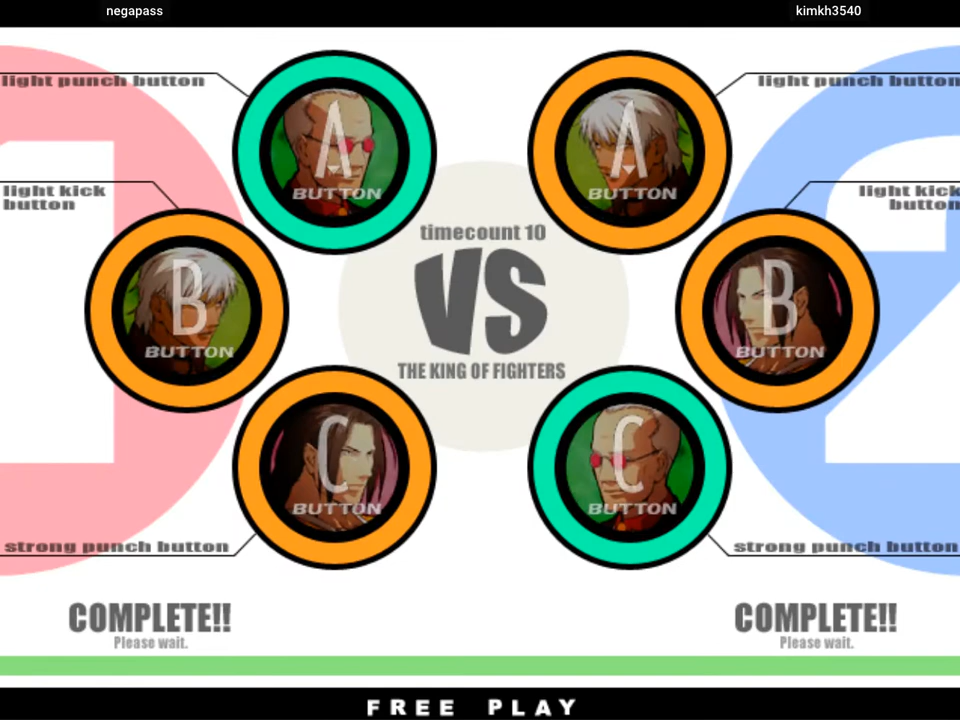 negapass
kimkh3540
light punch button
light punch button
A
BUTTON
A
BUTTON
light kick
button
light kick
button
timecount 10
VS
THE KING OF FIGHTERS
B
BUTTON
B
BUTTON
C
BUTTON
C
BUTTON
strong punch button
strong punch button
COMPLETE!!
Please wait.
COMPLETE!!
Please wait.
FREE PLAY
1
2